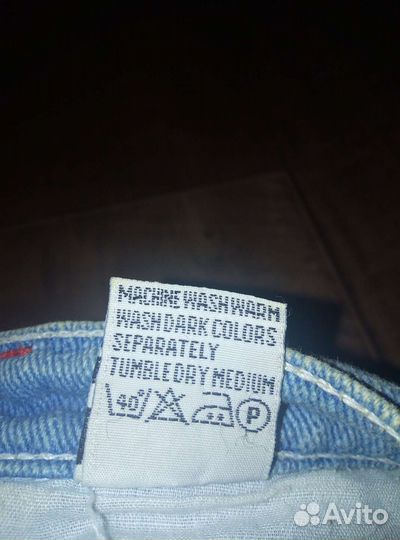 MACHINE WASH WARM
WASH DARK COLORS
SEPARATELY
TUMBLE DRY MEDIUM
40° P
Avito